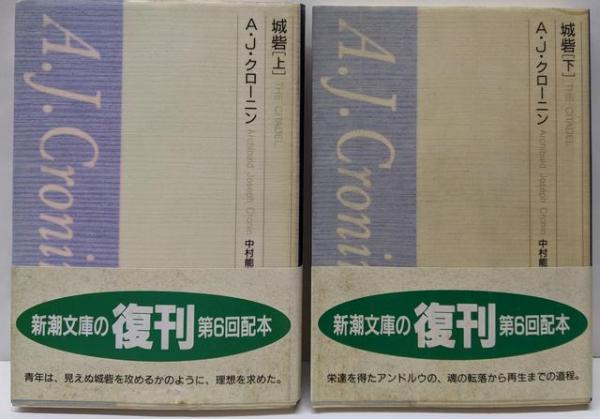 城砦[上] THE CITADEL
A・J・クローニン Archibald Joseph Cronin
中村能
A.J.Croni
新潮文庫の復刊 第6回配本
青年は、見えぬ城砦を攻めるかのように、理想を求めた。
城砦[下] THE CITADEL
A・J・クローニン Archibald Joseph Cronin
中村能
A.J.Croni
新潮文庫の復刊 第6回配本
栄達を得たアンドルウの、魂の転落から再生までの道程。